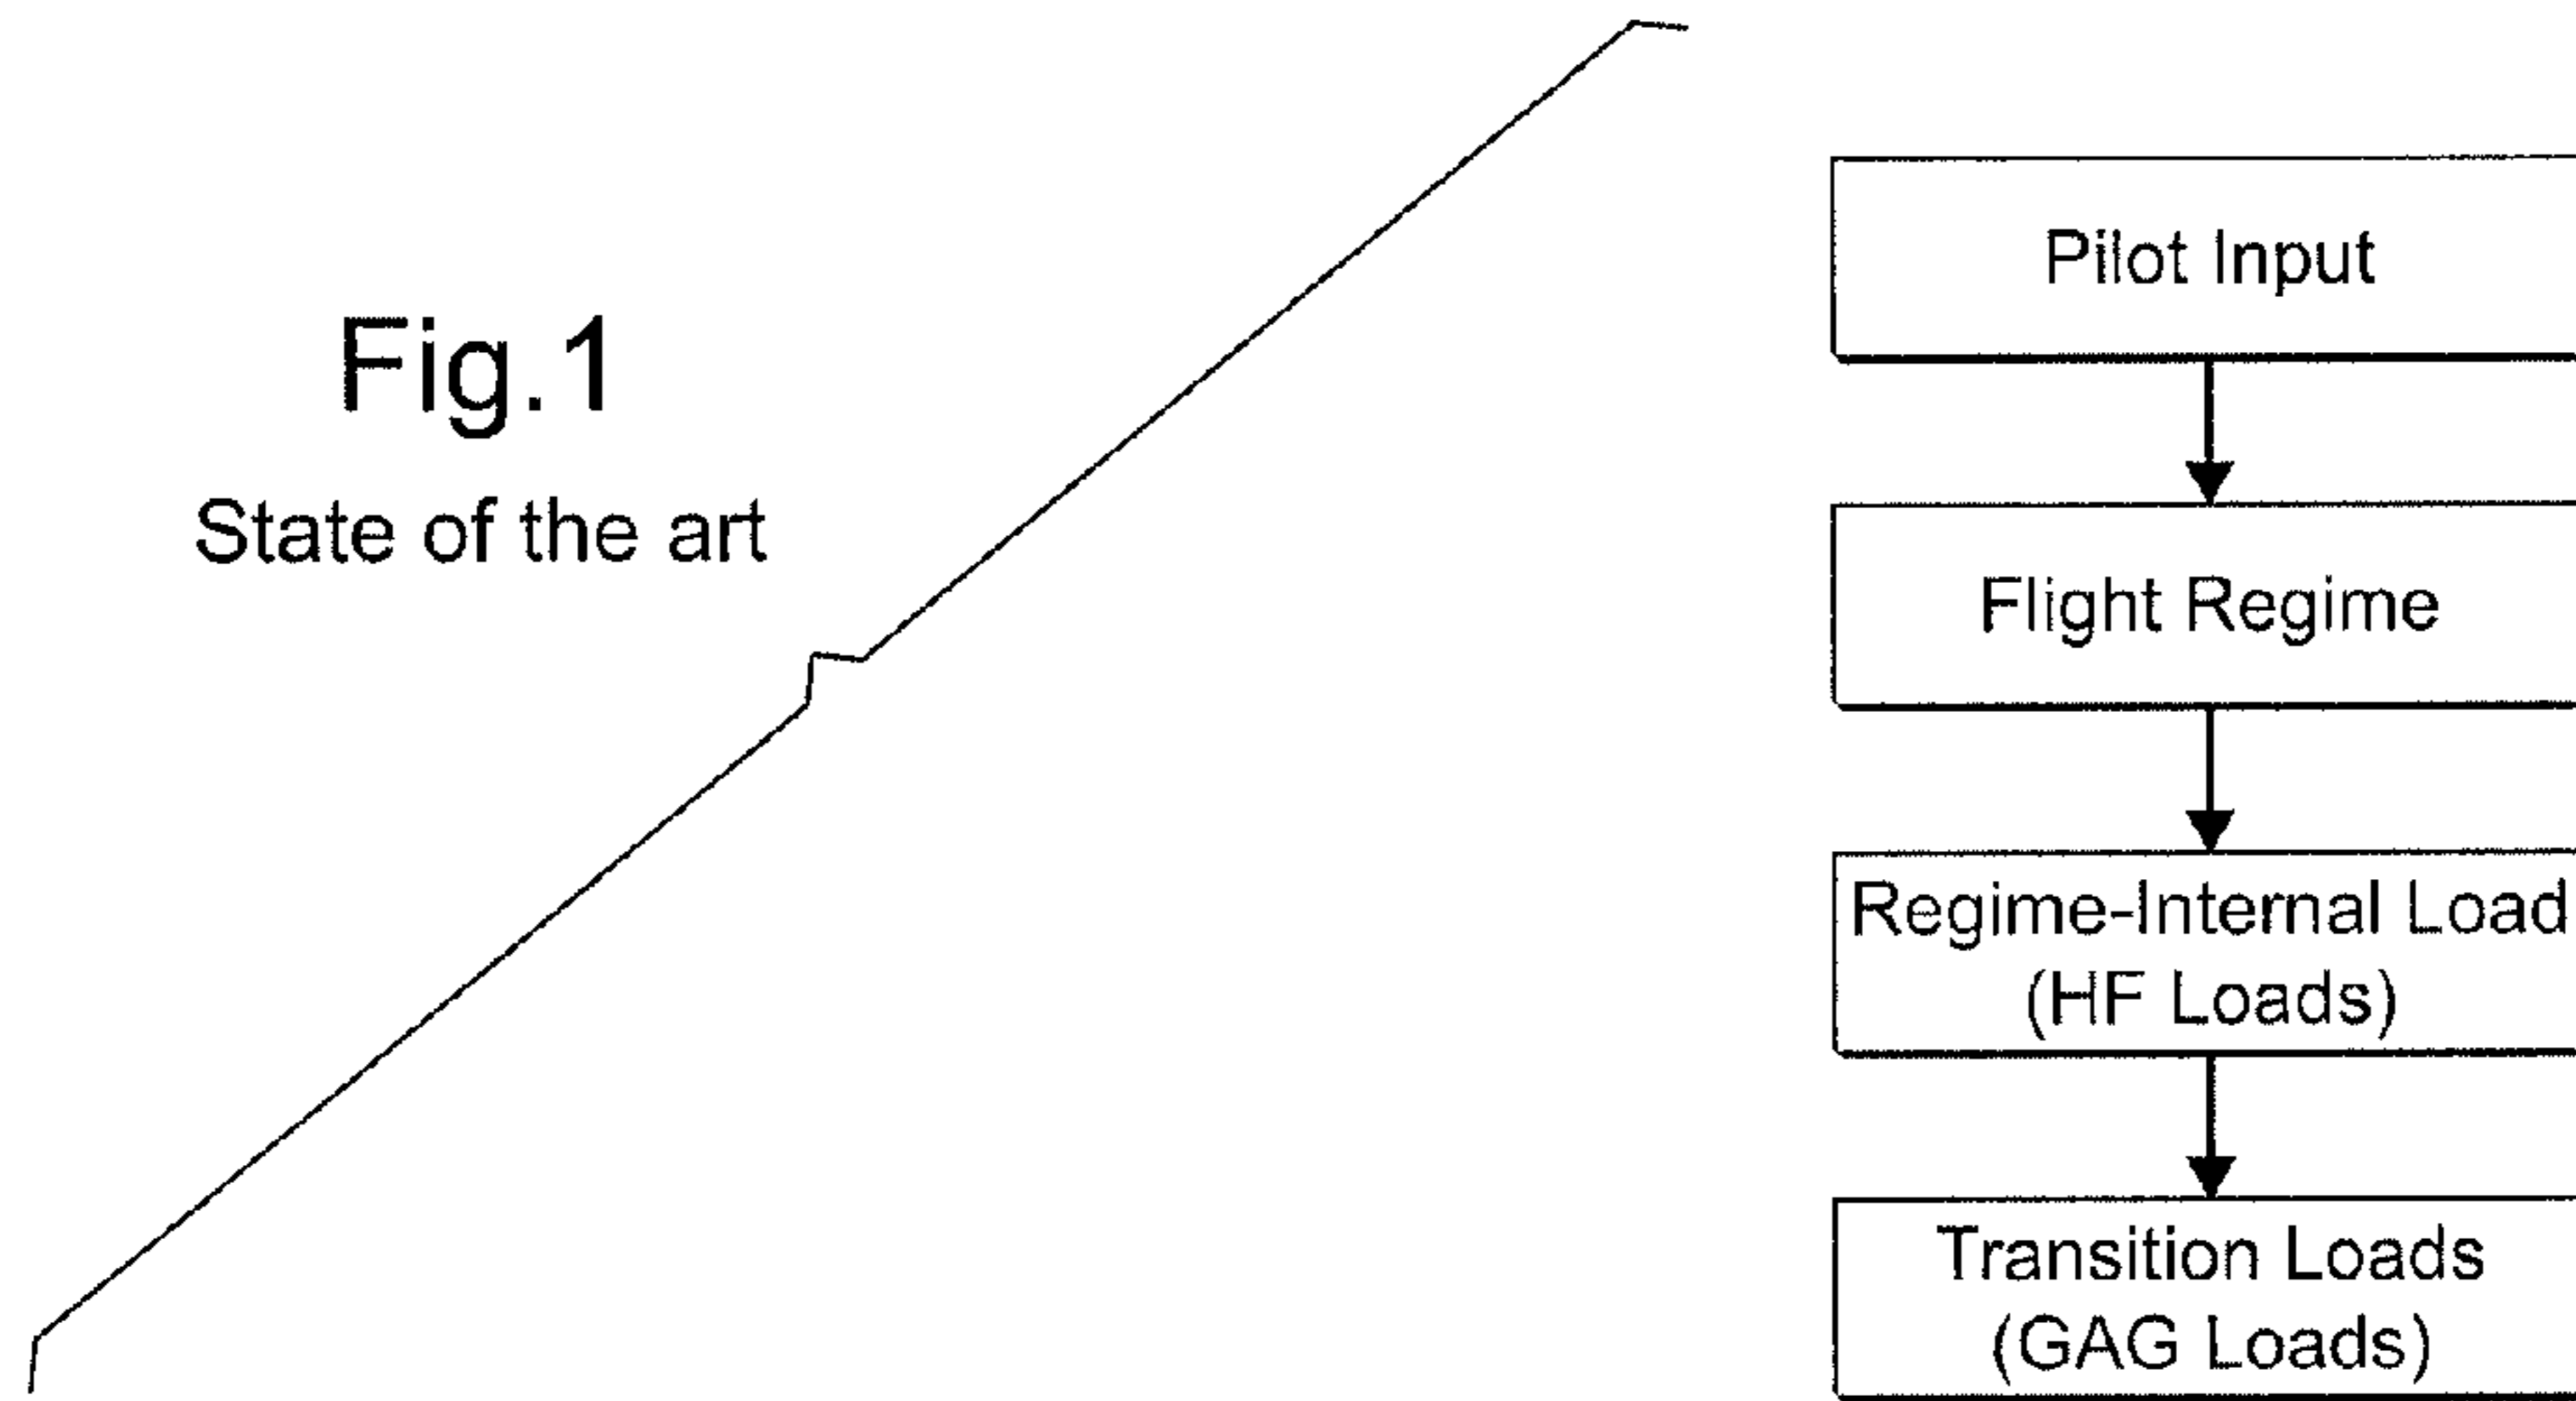 Fig.1
State of the art
Pilot Input
Flight Regime
Regime-Internal Load
(HF Loads)
Transition Loads
(GAG Loads)